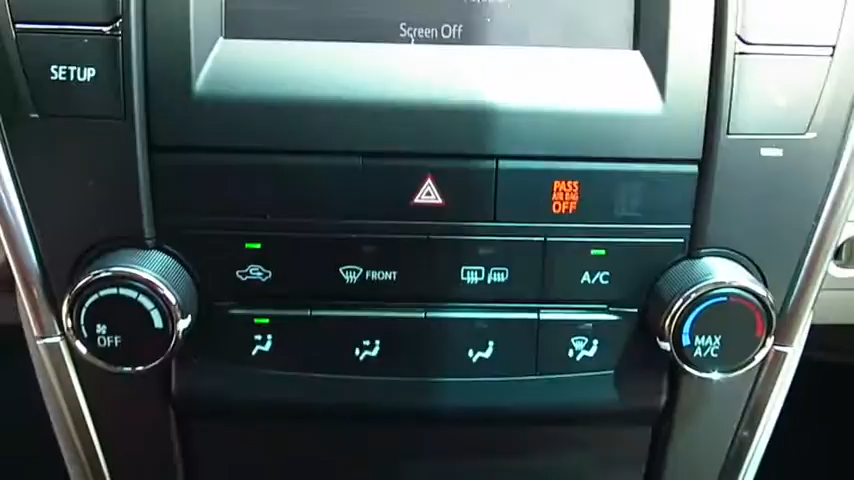 Screen Off
SETUP
PASS
AIR BAG
OFF
FRONT
A/C
OFF
MAX
A/C